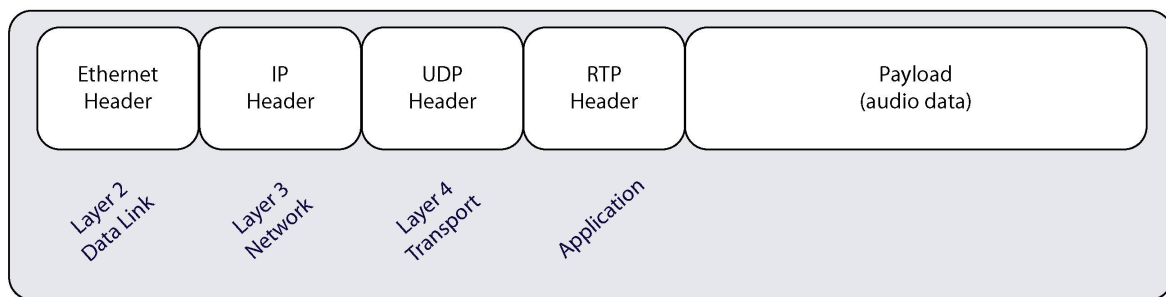 Ethernet
Header
IP
Header
UDP
Header
RTP
Header
Payload
(audio data)
Layer 2
Data Link
Layer 3
Network
Layer 4
Transport
Application